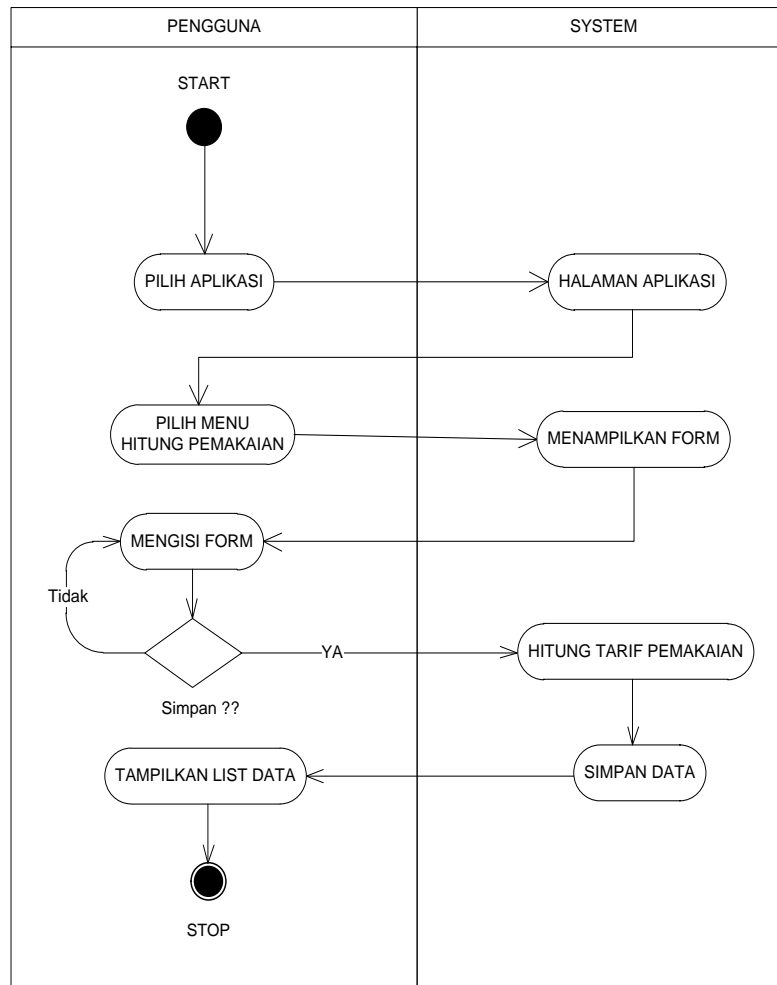 PENGGUNA
SYSTEM
START
PILIH APLIKASI
HALAMAN APLIKASI
PILIH MENU
HITUNG PEMAKAIAN
MENAMPILKAN FORM
MENGISI FORM
Tidak
YA
HITUNG TARIF PEMAKAIAN
Simpan ??
TAMPILKAN LIST DATA
SIMPAN DATA
STOP